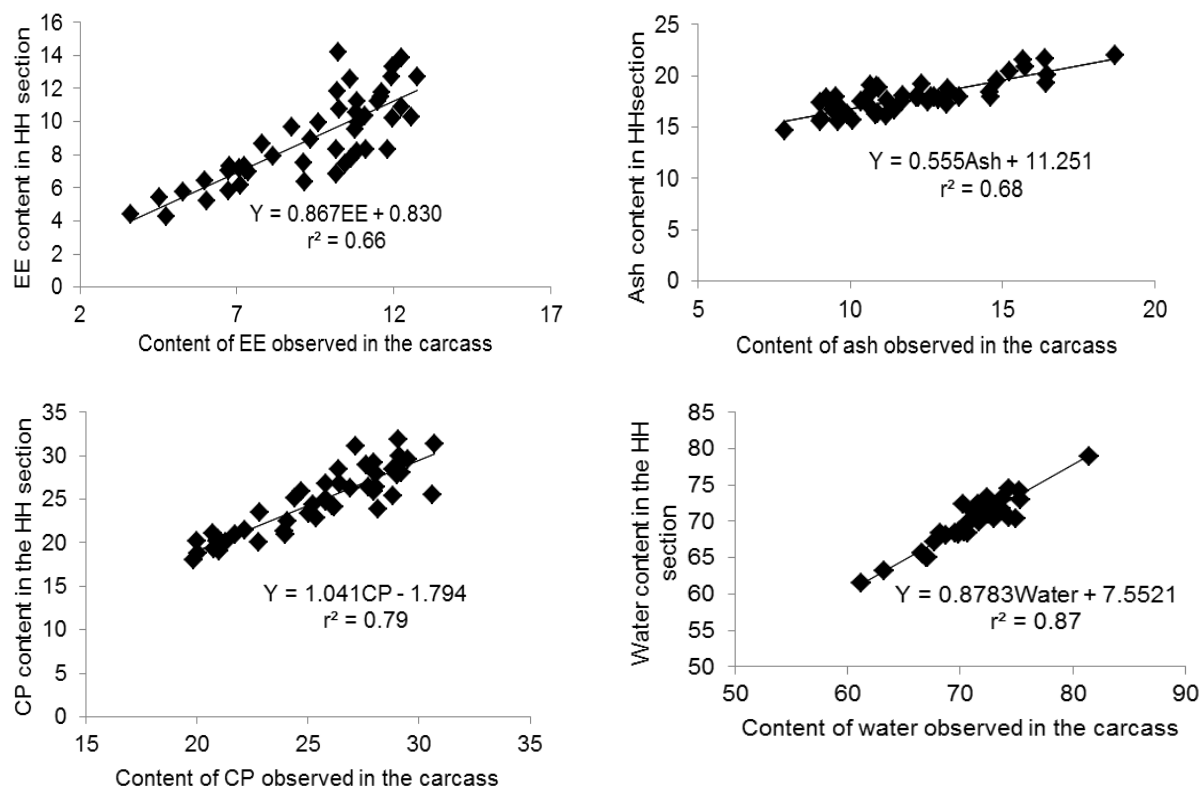 EE content in HH section
16
14
12
10
8
6
4
2
0
Y = 0.867EE + 0.830
r² = 0.66
2 7 12 17
Content of EE observed in the carcass
Ash content in HHsection
25
20
15
10
5
0
Y = 0.555Ash + 11.251
r² = 0.68
5 10 15 20
Content of ash observed in the carcass
CP content in the HH section
35
30
25
20
15
10
5
0
Y = 1.041CP - 1.794
r² = 0.79
15 20 25 30 35
Content of CP observed in the carcass
Water content in the HH
section
85
80
75
70
65
60
55
50
Y = 0.8783Water + 7.5521
r² = 0.87
50 60 70 80 90
Content of water observed in the carcass